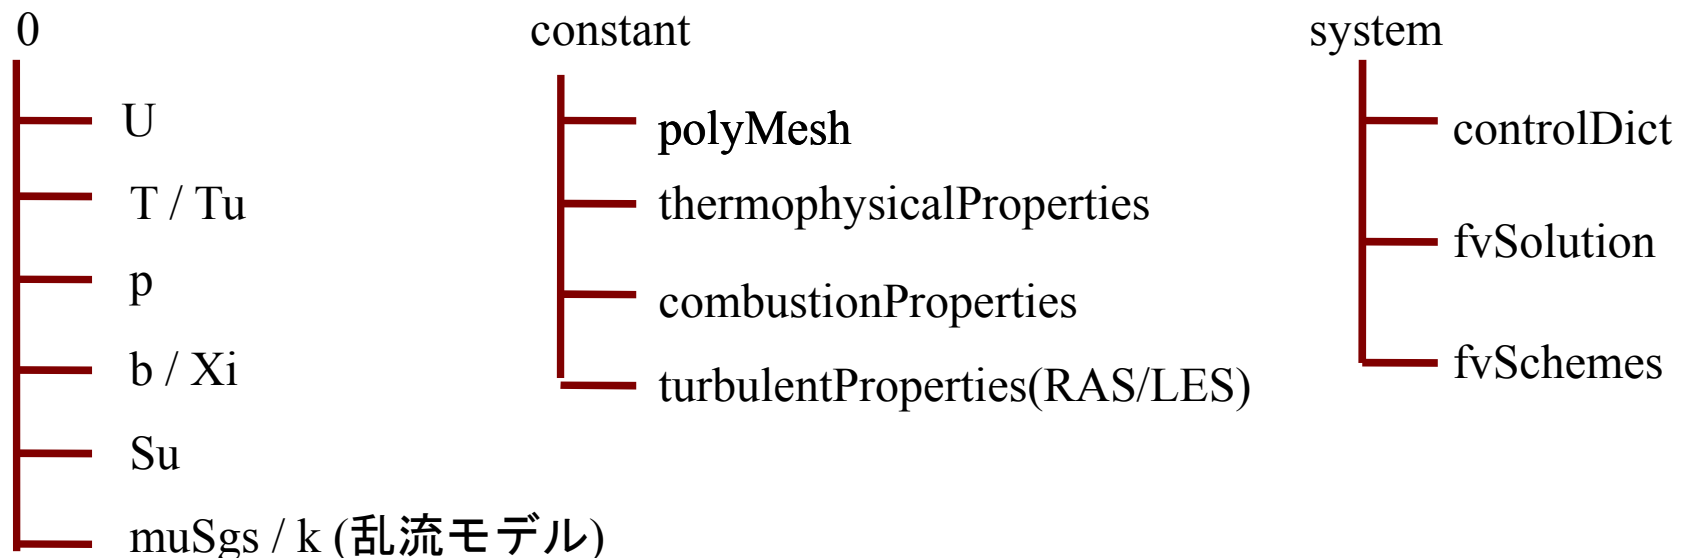 0
U
T / Tu
p
b / Xi
Su
muSgs / k (乱流モデル)
constant
polyMesh
thermophysicalProperties
combustionProperties
turbulentProperties(RAS/LES)
system
controlDict
fvSolution
fvSchemes